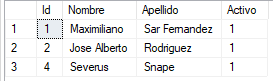 Id Nombre Apellido Activo
1 1 Maximiliano Sar Fernandez 1
2 2 Jose Alberto Rodriguez 1
3 4 Severus Snape 1